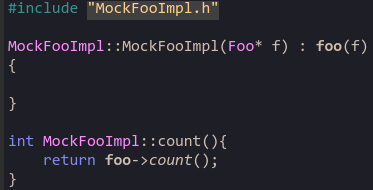 #include "MockFooImpl.h"
MockFooImpl::MockFooImpl(Foo* f) : foo(f)
{
}
int MockFooImpl::count(){
    return foo->count();
}